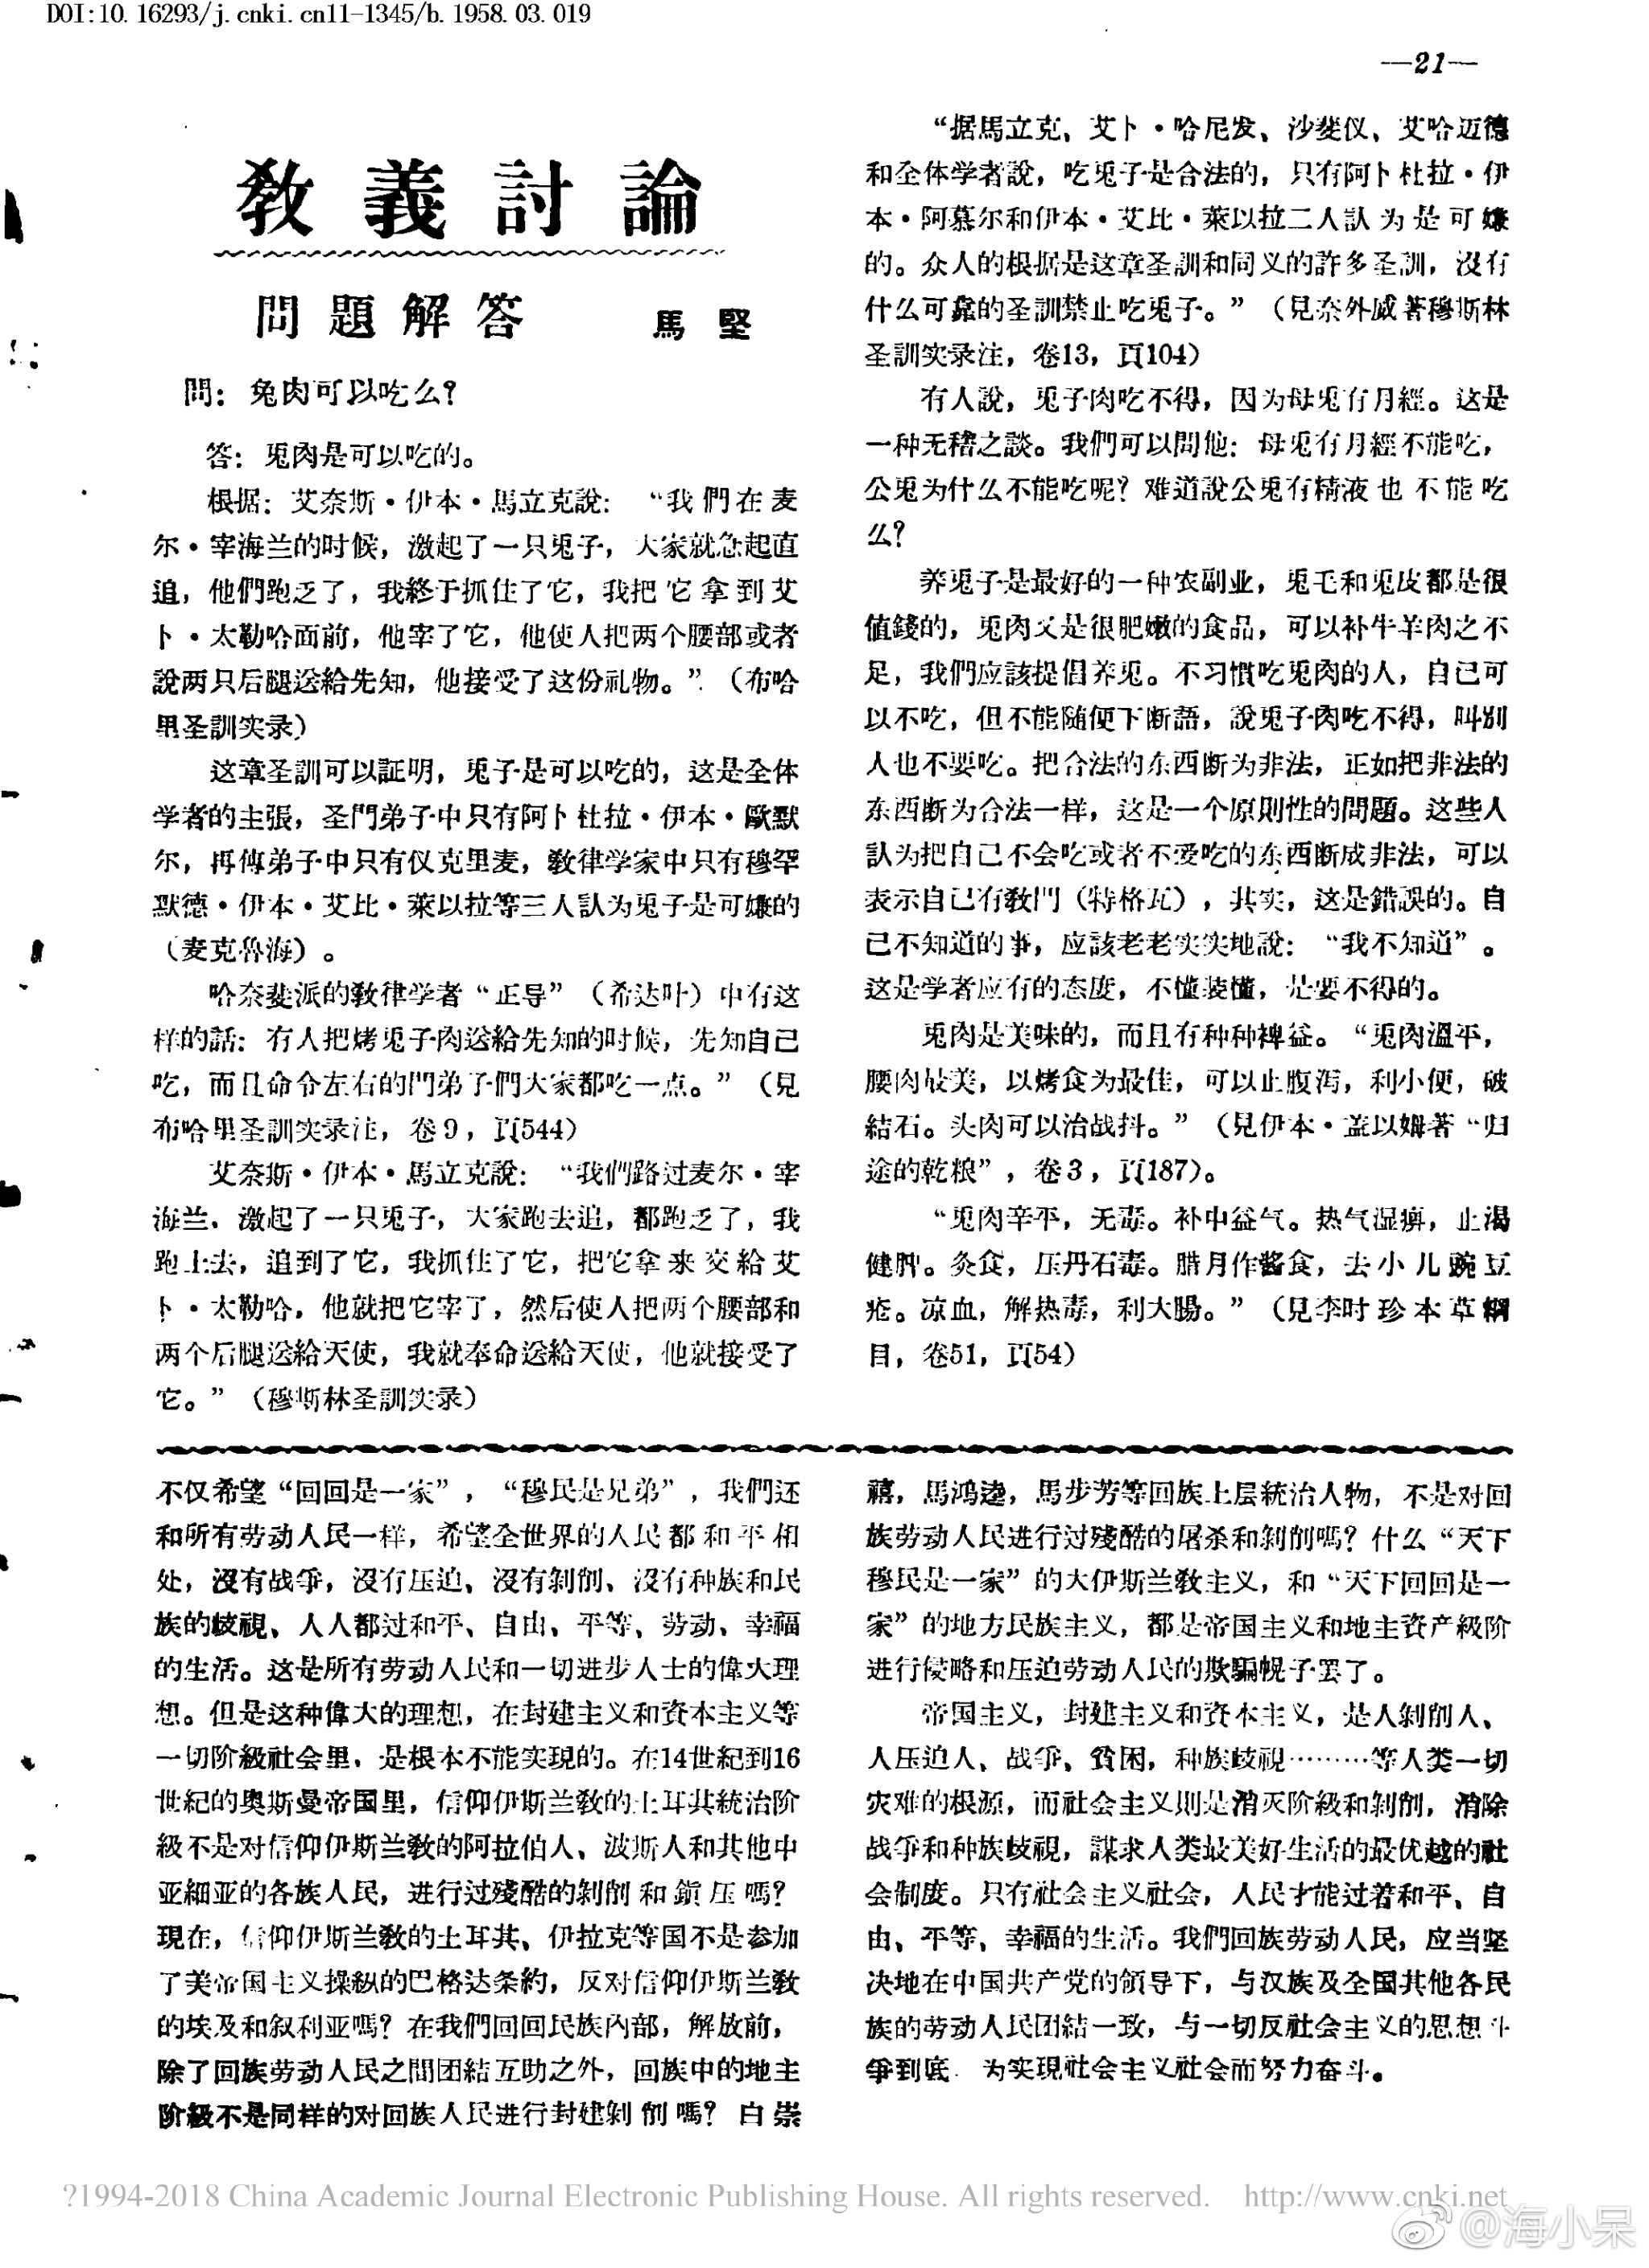 DOI:10.16293/j.cnki.cn11-1345/b.1958.03.019
—21—
教義討論
問題解答 馬堅
問：兔肉可以吃么？
答：兎肉是可以吃的。
根据：艾奈斯·伊本·馬立克說：“我們在麦
尔·宰海兰的时候，激起了一只兎子，大家就急起直
追，他們跑乏了，我終于抓住了它，我把它拿到艾
卜·太勒哈面前，他宰了它，他使人把两个腰部或者
說两只后腿送給先知，他接受了这份礼物。”（布哈
里圣訓实录）
这章圣訓可以証明，兎子是可以吃的，这是全体
学者的主張，圣門弟子中只有阿卜杜拉·伊本·歐默
尔，再傳弟子中只有仪克里麦，教律学家中只有穆罕
默德·伊本·艾比·萊以拉等三人認为兎子是可嫌的
（麦克魯海）。
哈奈斐派的教律学者“正导”（希达叶）中有这
样的話：有人把烤兎子肉送給先知的时候，先知自己
吃，而且命令左右的門弟子們大家都吃一点。”（見
布哈里圣訓实录注，卷9，頁544）
艾奈斯·伊本·馬立克說：“我們路过麦尔·宰
海兰，激起了一只兎子，大家跑去追，都跑乏了，我
跑上去，追到了它，我抓住了它，把它拿来交給艾
卜·太勒哈，他就把它宰了，然后使人把两个腰部和
两个后腿送給天使，我就奉命送給天使，他就接受了
它。”（穆斯林圣訓实录）
“据馬立克、艾卜·哈尼发、沙斐仪、艾哈迈德
和全体学者說，吃兎子是合法的，只有阿卜杜拉·伊
本·阿慕尔和伊本·艾比·萊以拉二人認为是可嫌
的。众人的根据是这章圣訓和同义的許多圣訓，沒有
什么可靠的圣訓禁止吃兎子。”（見奈外威著穆斯林
圣訓实录注，卷13，頁104）
有人說，兎子肉吃不得，因为母兎有月經。这是
一种无稽之談。我們可以問他：母兎有月經不能吃，
公兎为什么不能吃呢？难道說公兎有精液也不能吃
么？
养兎子是最好的一种农副业，兎毛和兎皮都是很
值錢的，兎肉又是很肥嫩的食品，可以补牛羊肉之不
足，我們应該提倡养兎。不习慣吃兎肉的人，自己可
以不吃，但不能随便下断語，說兎子肉吃不得，叫别
人也不要吃。把合法的东西断为非法，正如把非法的
东西断为合法一样，这是一个原則性的問題。这些人
認为把自己不会吃或者不爱吃的东西断成非法，可以
表示自己有教門（特格瓦），其实，这是錯誤的。自
己不知道的事，应該老老实实地說：“我不知道”。
这是学者应有的态度，不懂装懂，是要不得的。
兎肉是美味的，而且有种种裨益。“兎肉溫平，
腰肉最美，以烤食为最佳，可以止腹泻，利小便，破
結石。头肉可以治战抖。”（見伊本·盖以姆著“归
途的乾粮”，卷3，頁187）。
“兎肉辛平，无毒。补中益气。热气湿痹，止渴
健脾。灸食，压丹石毒。腊月作酱食，去小儿豌豆
疮。凉血，解热毒，利大腸。”（見李时珍本草綱
目，卷51，頁54）
不仅希望“回回是一家”，“穆民是兄弟”，我們还
和所有劳动人民一样，希望全世界的人民都和平相
处，沒有战爭，沒有压迫、沒有剝削、沒有种族和民
族的歧視、人人都过和平、自由、平等、劳动、幸福
的生活。这是所有劳动人民和一切进步人士的偉大理
想。但是这种偉大的理想，在封建主义和資本主义等
一切阶級社会里，是根本不能实現的。在14世紀到16
世紀的奥斯曼帝国里，信仰伊斯兰教的土耳其統治阶
級不是对信仰伊斯兰教的阿拉伯人、波斯人和其他中
亚細亚的各族人民，进行过殘酷的剝削和鎮压嗎？
現在，信仰伊斯兰教的土耳其、伊拉克等国不是参加
了美帝国主义操纵的巴格达条約，反对信仰伊斯兰教
的埃及和叙利亚嗎？在我們回回民族內部，解放前，
除了回族劳动人民之間团結互助之外，回族中的地主
阶級不是同样的对回族人民进行封建剝削嗎？白崇
禧，馬鸿逵，馬步芳等回族上层統治人物，不是对回
族劳动人民进行过殘酷的屠杀和剝削嗎？什么“天下
穆民是一家”的大伊斯兰教主义，和“天下回回是一
家”的地方民族主义，都是帝国主义和地主資产級阶
进行侵略和压迫劳动人民的欺騙幌子罢了。
帝国主义，封建主义和資本主义，是人剝削人、
人压迫人、战爭、貧困，种族歧視………等人类一切
灾难的根源，而社会主义則是消灭阶級和剝削，消除
战爭和种族歧視，謀求人类最美好生活的最优越的社
会制度。只有社会主义社会，人民才能过着和平、自
由、平等、幸福的生活。我們回族劳动人民，应当坚
决地在中国共产党的領导下，与汉族及全国其他各民
族的劳动人民团結一致，与一切反社会主义的思想斗
爭到底 为实現社会主义社会而努力奋斗。
?1994-2018 China Academic Journal Electronic Publishing House. All rights reserved. http://www.cnki.net
@海小呆